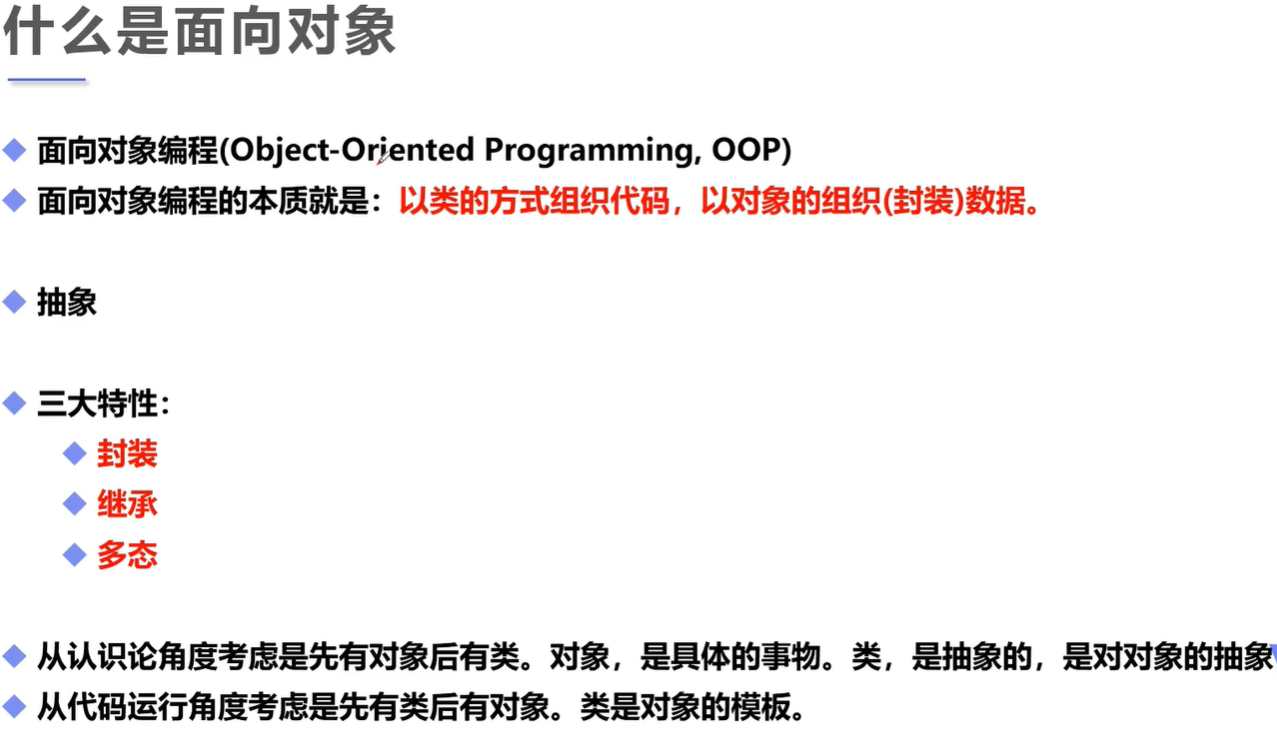 什么是面向对象
面向对象编程(Object-Oriented Programming, OOP)
面向对象编程的本质就是：以类的方式组织代码，以对象的组织(封装)数据。
抽象
三大特性：
封装
继承
多态
从认识论角度考虑是先有对象后有类。对象，是具体的事物。类，是抽象的，是对对象的抽象
从代码运行角度考虑是先有类后有对象。类是对象的模板。